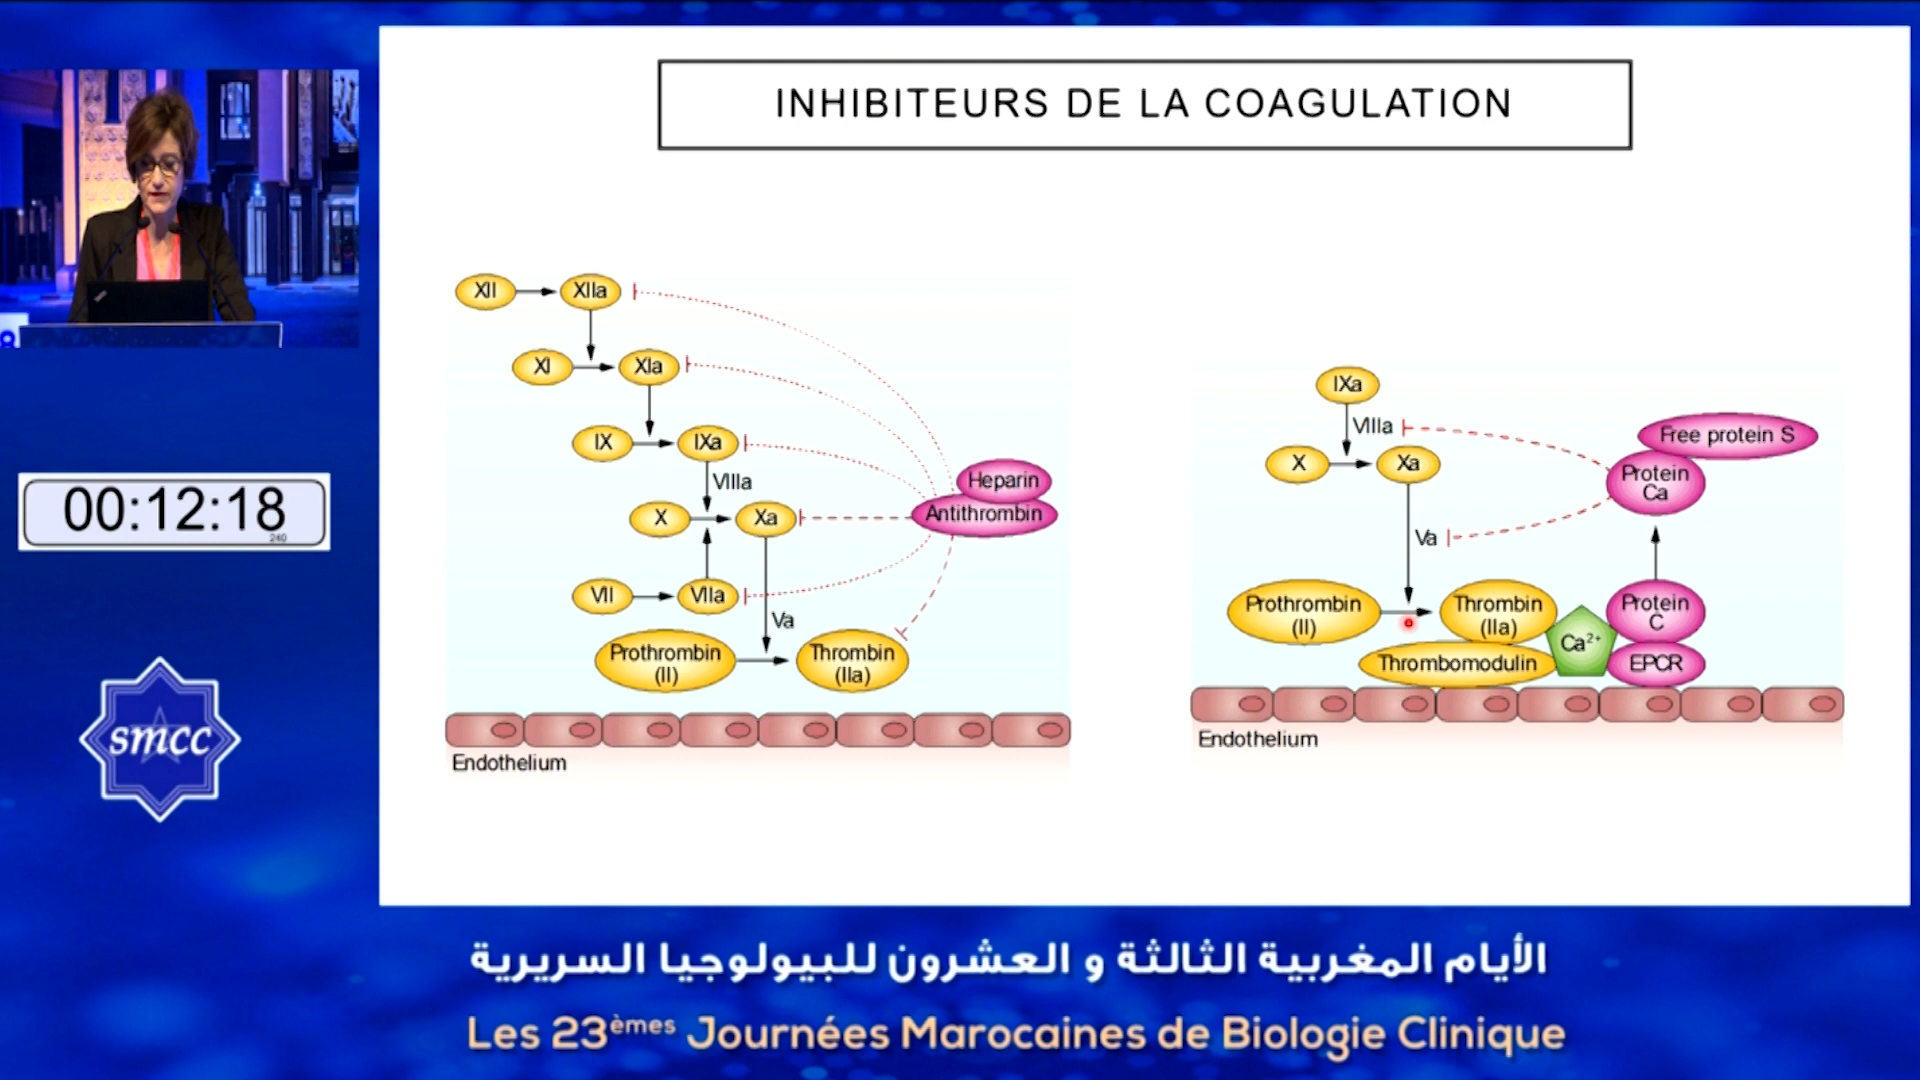 INHIBITEURS DE LA COAGULATION
XII
XIIa
XI
XIa
IX
IXa
VIIIa
X
Xa
VII
VIIa
Va
Prothrombin
(II)
Thrombin
(IIa)
Heparin
Antithrombin
Endothelium
IXa
VIIIa
X
Xa
Va
Free protein S
Protein
Ca
Prothrombin
(II)
Thrombin
(IIa)
Thrombomodulin
Ca2+
Protein
C
EPCR
Endothelium
00:12:18
240
smcc
8
الأيام المغربية الثالثة و العشرون للبيولوجيا السريرية
Les 23èmes Journées Marocaines de Biologie Clinique